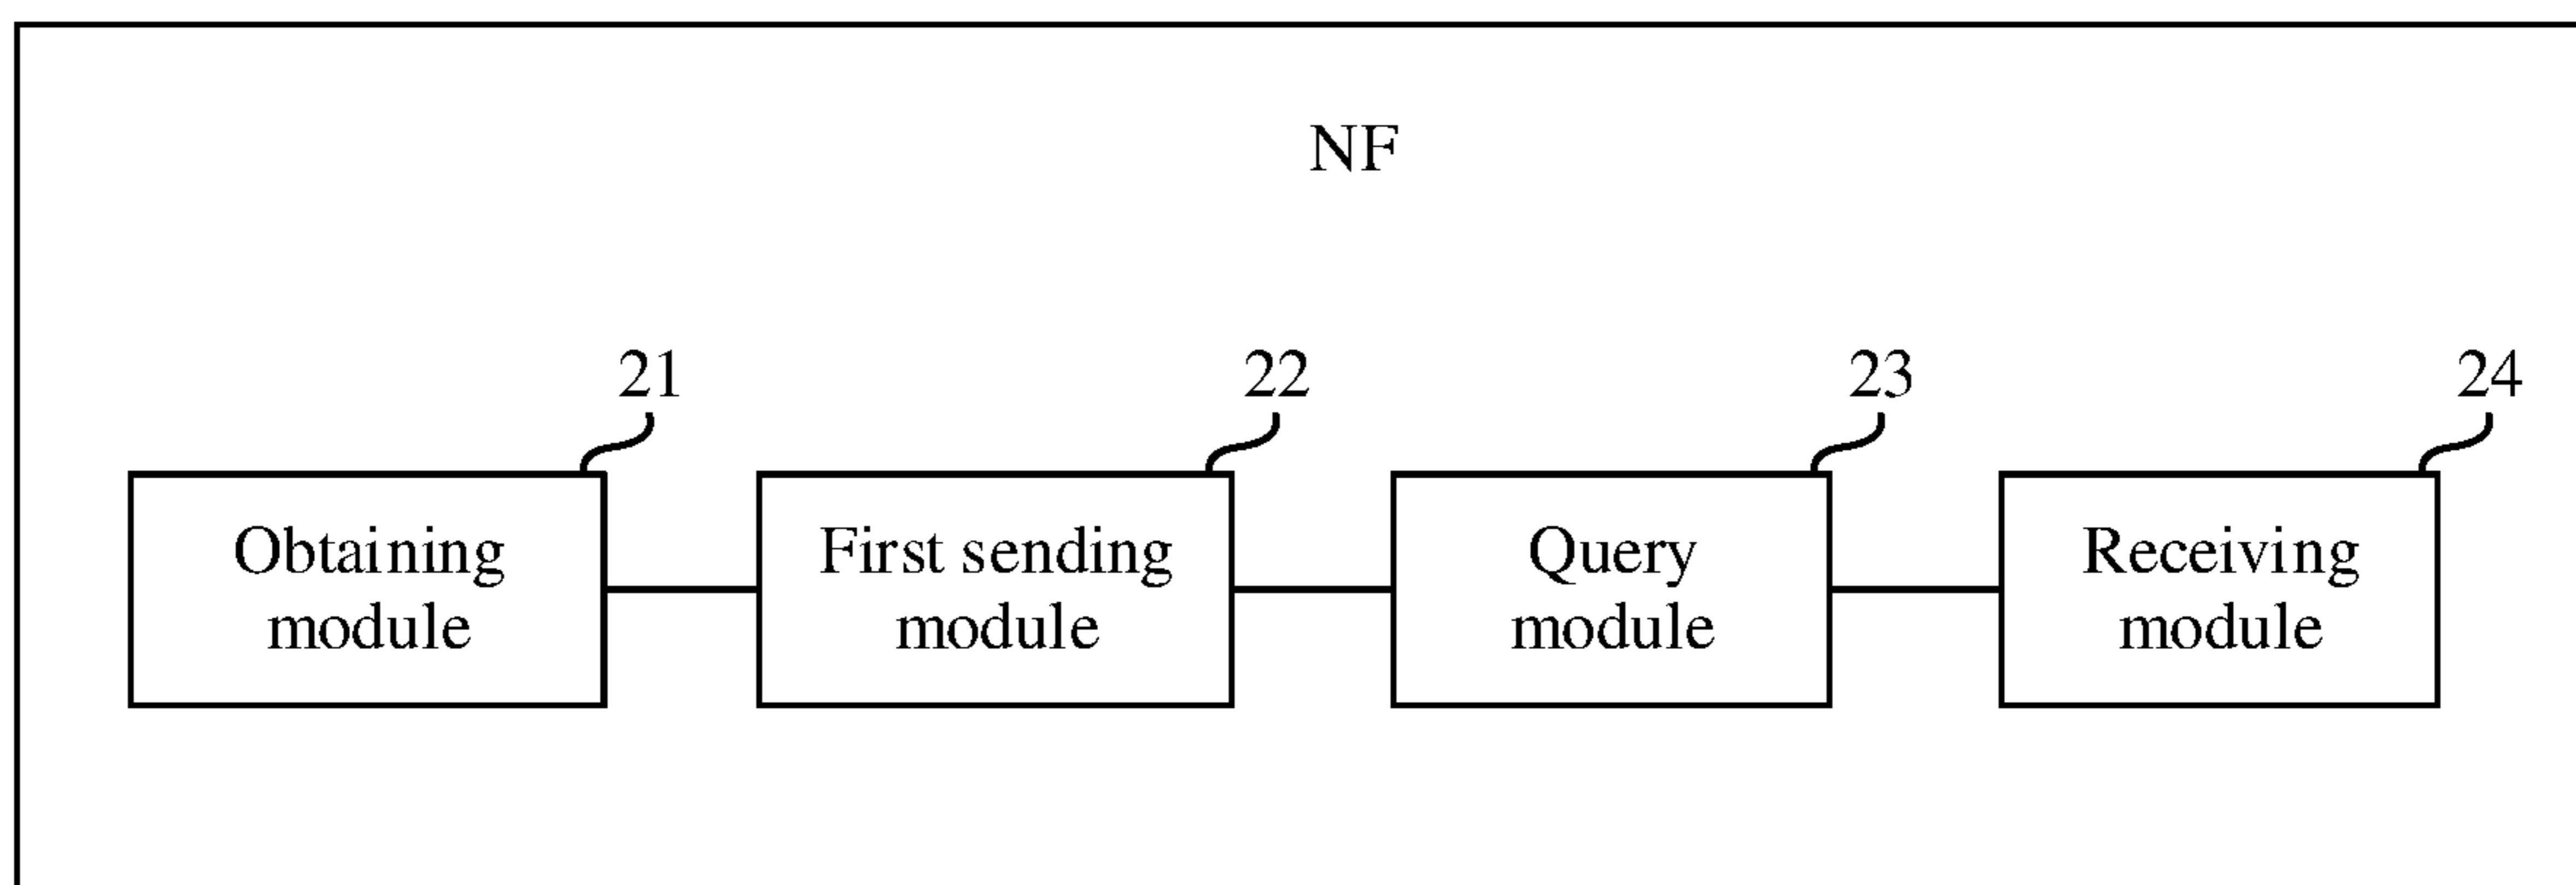 NF
21
22
23
24
Obtaining
module
First sending
module
Query
module
Receiving
module